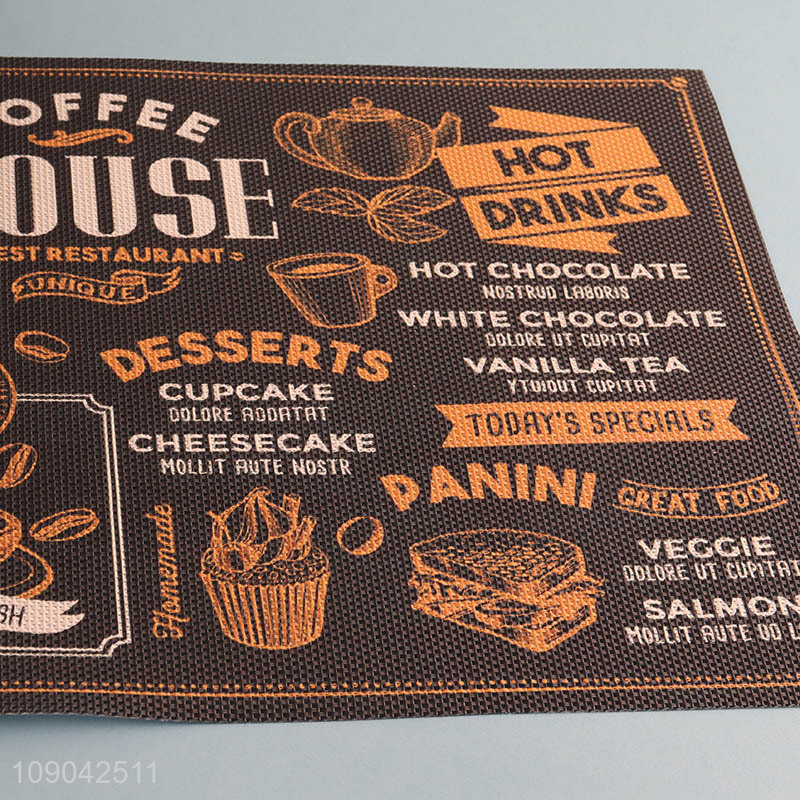 OFFEE
OUSE
EST RESTAURANT
UNIQUE
HOT
DRINKS
HOT CHOCOLATE
NOSTRUD LABORIS
WHITE CHOCOLATE
DOLORE UT CUPITAT
VANILLA TEA
YTUIOUT CUPITAT
TODAY'S SPECIALS
DESSERTS
CUPCAKE
DOLORE ADDATAT
CHEESECAKE
MOLLIT AUTE NOSTR
PANINI
GREAT FOOD
VEGGIE
DOLORE UT CUPITAT
SALMON
MOLLIT AUTE DO L
Homemade
SH
109042511